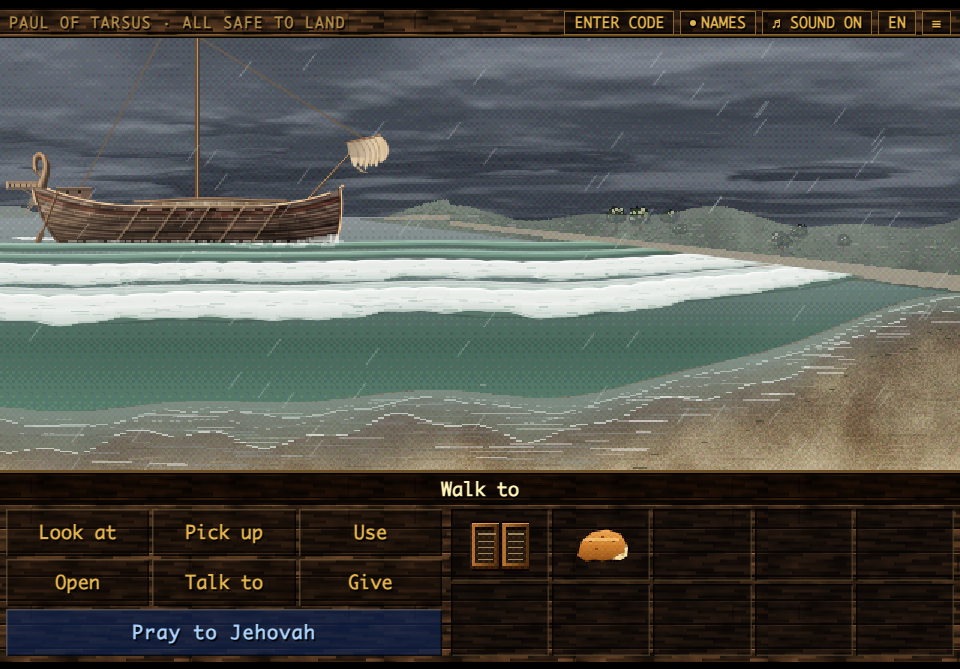 PAUL OF TARSUS · ALL SAFE TO LAND
ENTER CODE
NAMES
♬ SOUND ON
EN
≡
Walk to
Look at
Pick up
Use
Open
Talk to
Give
Pray to Jehovah